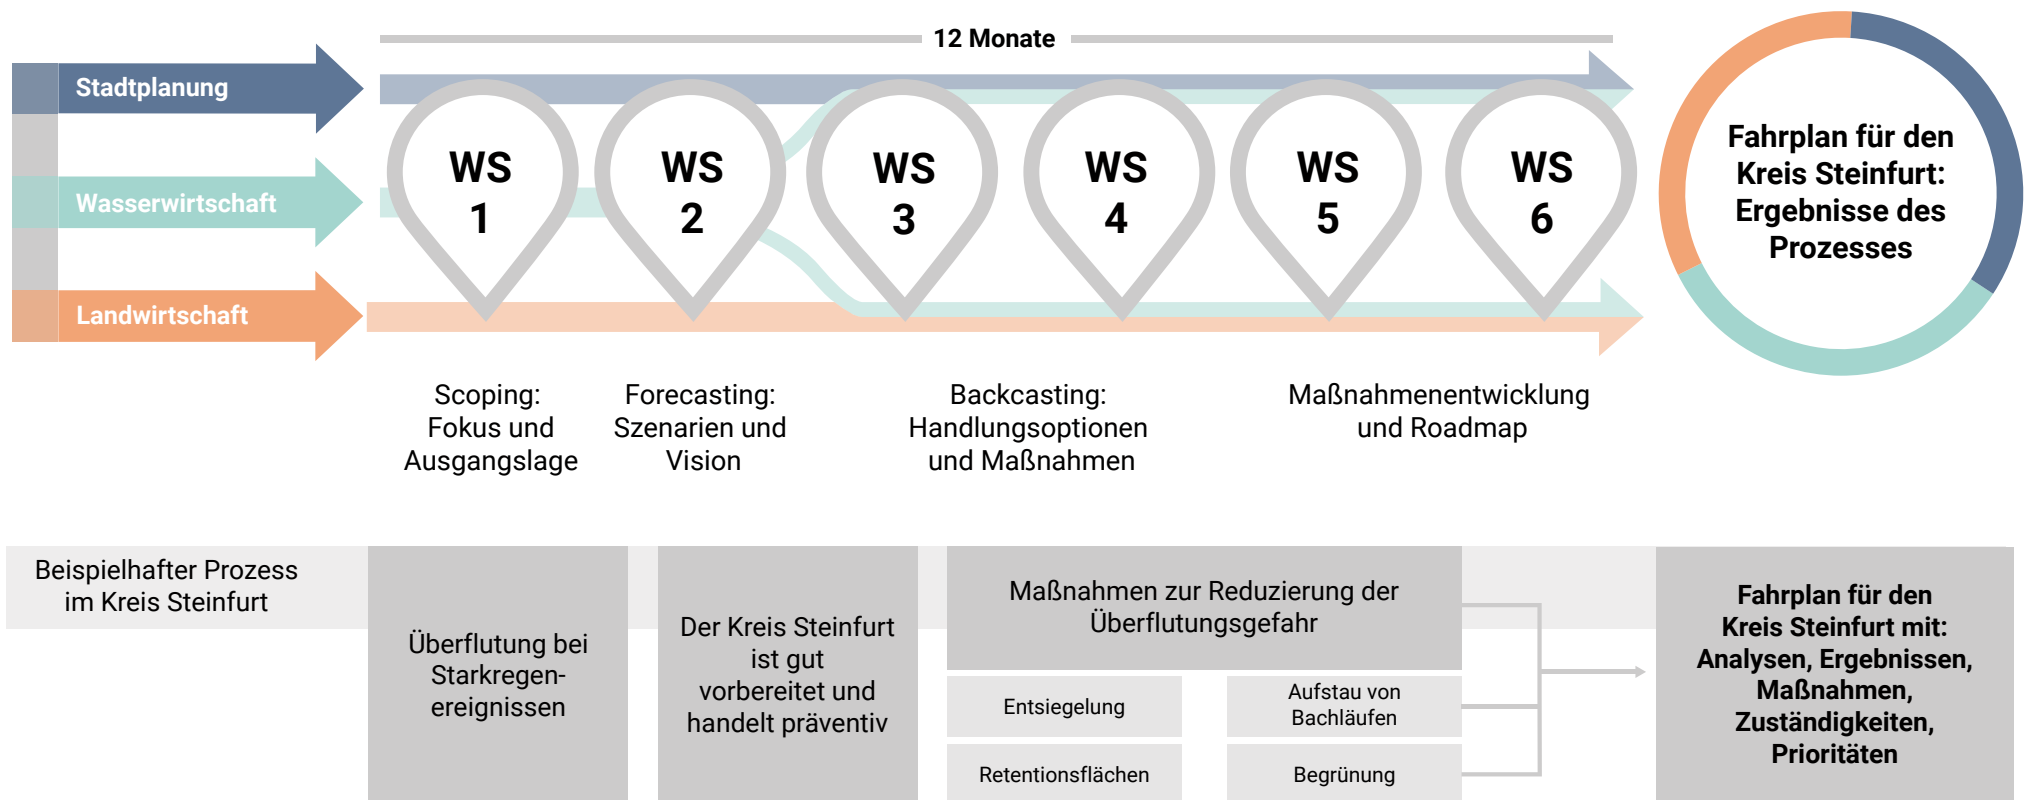 12 Monate
Stadtplanung
Wasserwirtschaft
Landwirtschaft
WS
1
WS
2
WS
3
WS
4
WS
5
WS
6
Fahrplan für den
Kreis Steinfurt:
Ergebnisse des
Prozesses
Scoping:
Fokus und
Ausgangslage
Forecasting:
Szenarien und
Vision
Backcasting:
Handlungsoptionen
und Maßnahmen
Maßnahmenentwicklung
und Roadmap
Beispielhafter Prozess
im Kreis Steinfurt
Überflutung bei
Starkregen-
ereignissen
Der Kreis Steinfurt
ist gut
vorbereitet und
handelt präventiv
Maßnahmen zur Reduzierung der
Überflutungsgefahr
Entsiegelung
Aufstau von
Bachläufen
Retentionsflächen
Begrünung
Fahrplan für den
Kreis Steinfurt mit:
Analysen, Ergebnissen,
Maßnahmen,
Zuständigkeiten,
Prioritäten